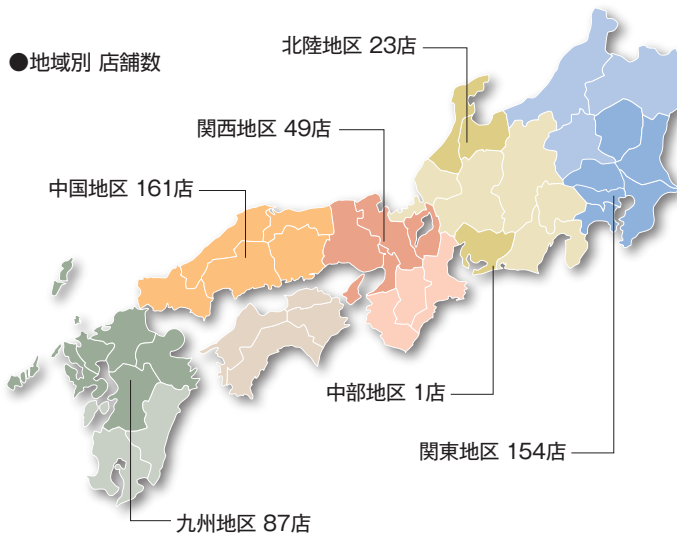 ●地域別 店舗数
北陸地区 23店
関西地区 49店
中国地区 161店
中部地区 1店
関東地区 154店
九州地区 87店